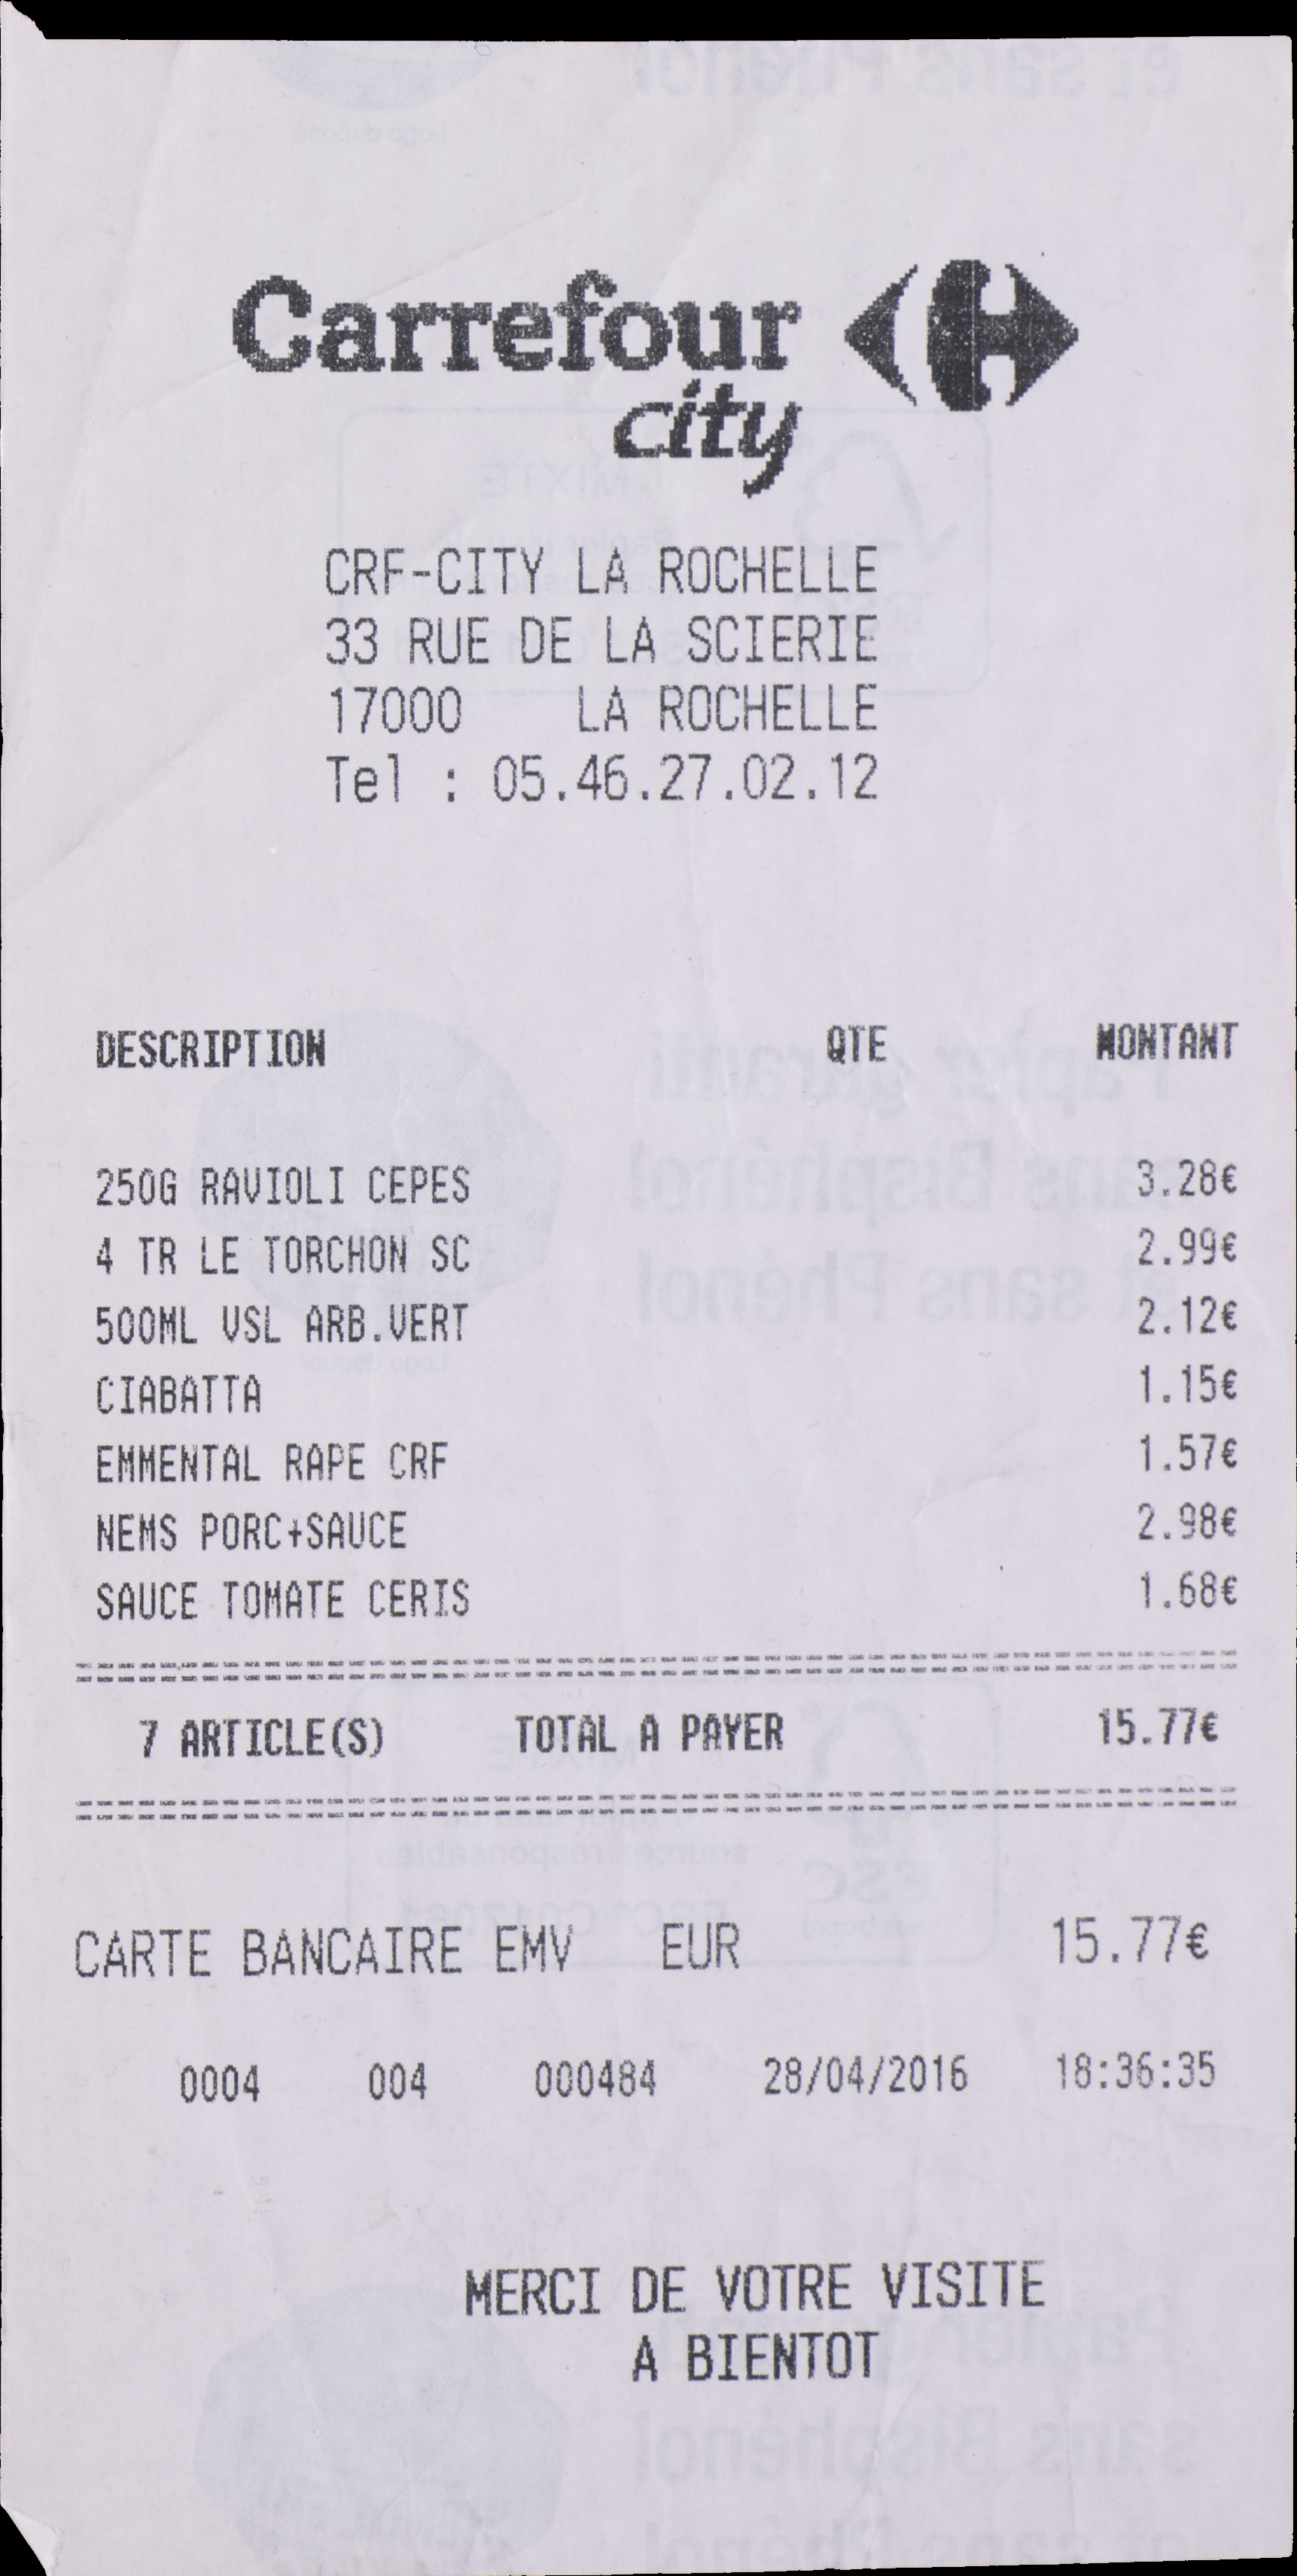 Carrefour
city
CRF-CITY LA ROCHELLE
33 RUE DE LA SCIERIE
17000 LA ROCHELLE
Tel : 05.46.27.02.12
DESCRIPTION QTE MONTANT
250G RAVIOLI CEPES 3.28€
4 TR LE TORCHON SC 2.99€
500ML VSL ARB.VERT 2.12€
CIABATTA 1.15€
EMMENTAL RAPE CRF 1.57€
NEMS PORC+SAUCE 2.98€
SAUCE TOMATE CERIS 1.68€
7 ARTICLE(S) TOTAL A PAYER 15.77€
CARTE BANCAIRE EMV EUR 15.77€
0004 004 000484 28/04/2016 18:36:35
MERCI DE VOTRE VISITE
A BIENTOT